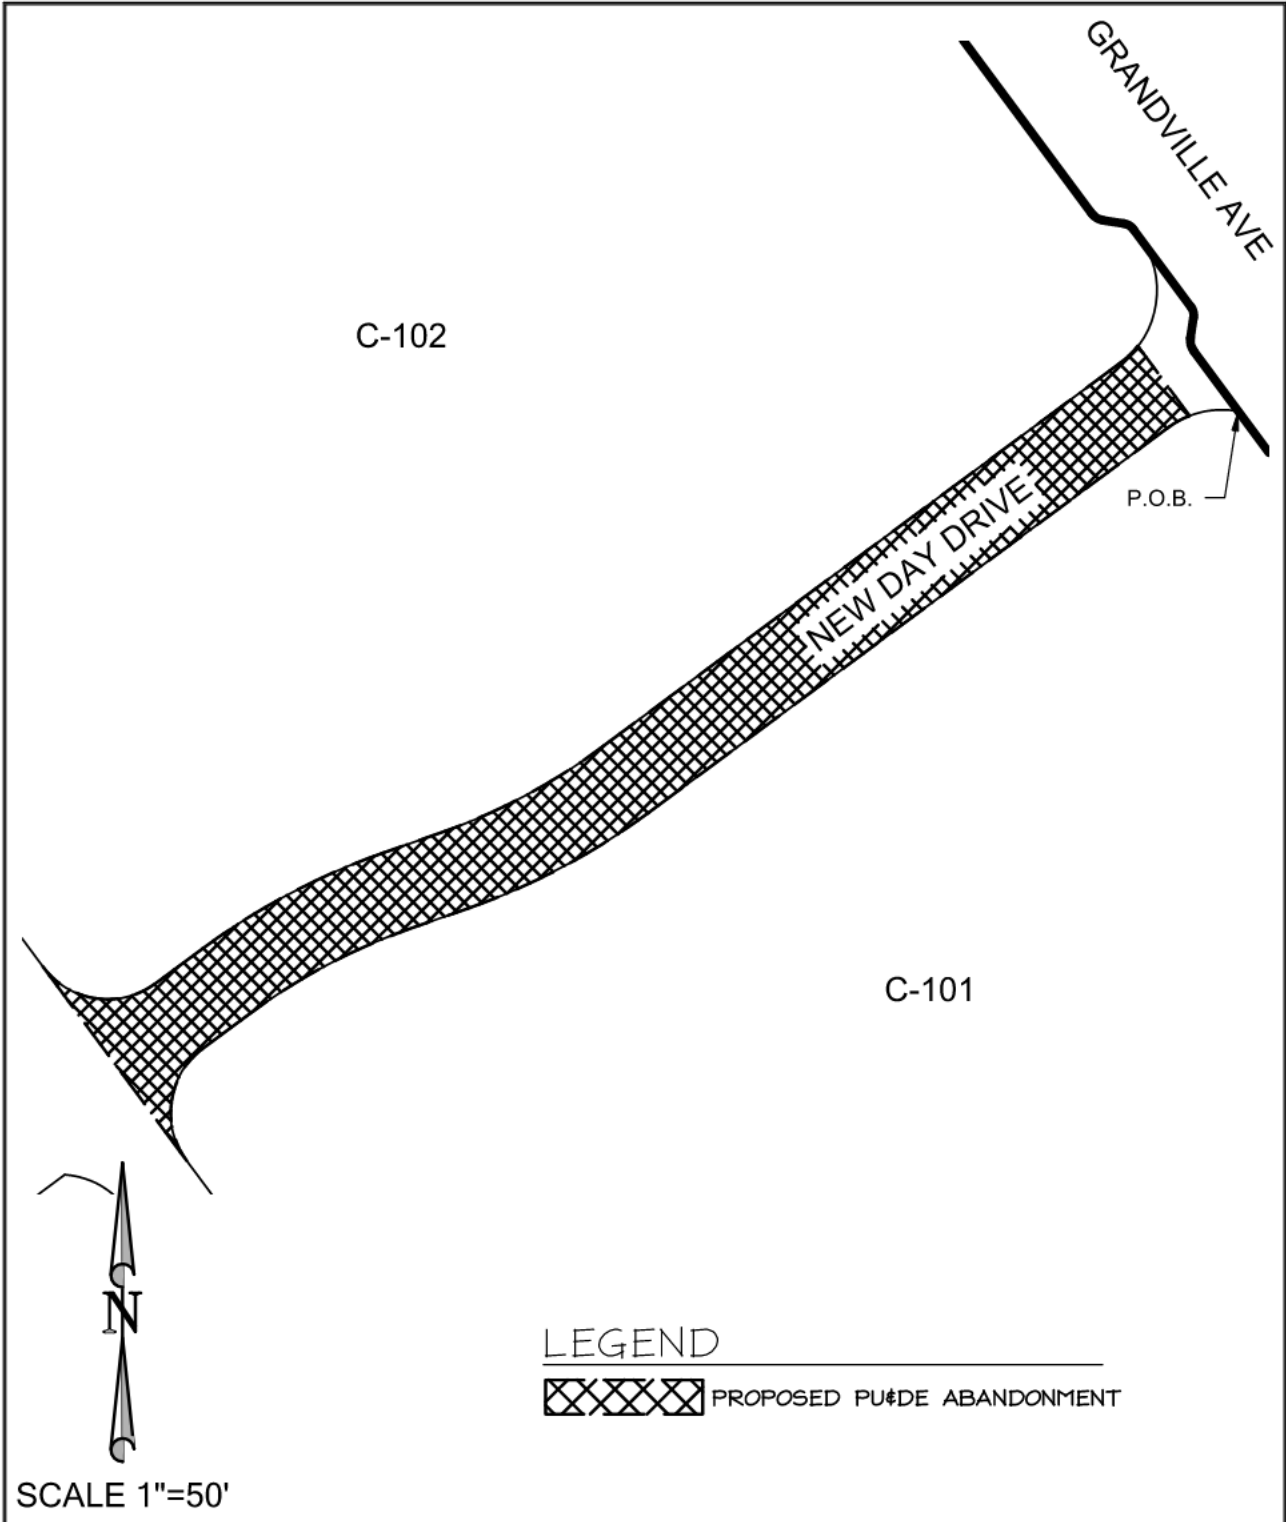 GRANDVILLE AVE
C-102
P.O.B.
NEW DAY DRIVE
C-101
N
LEGEND
PROPOSED PU&DE ABANDONMENT
SCALE 1"=50'